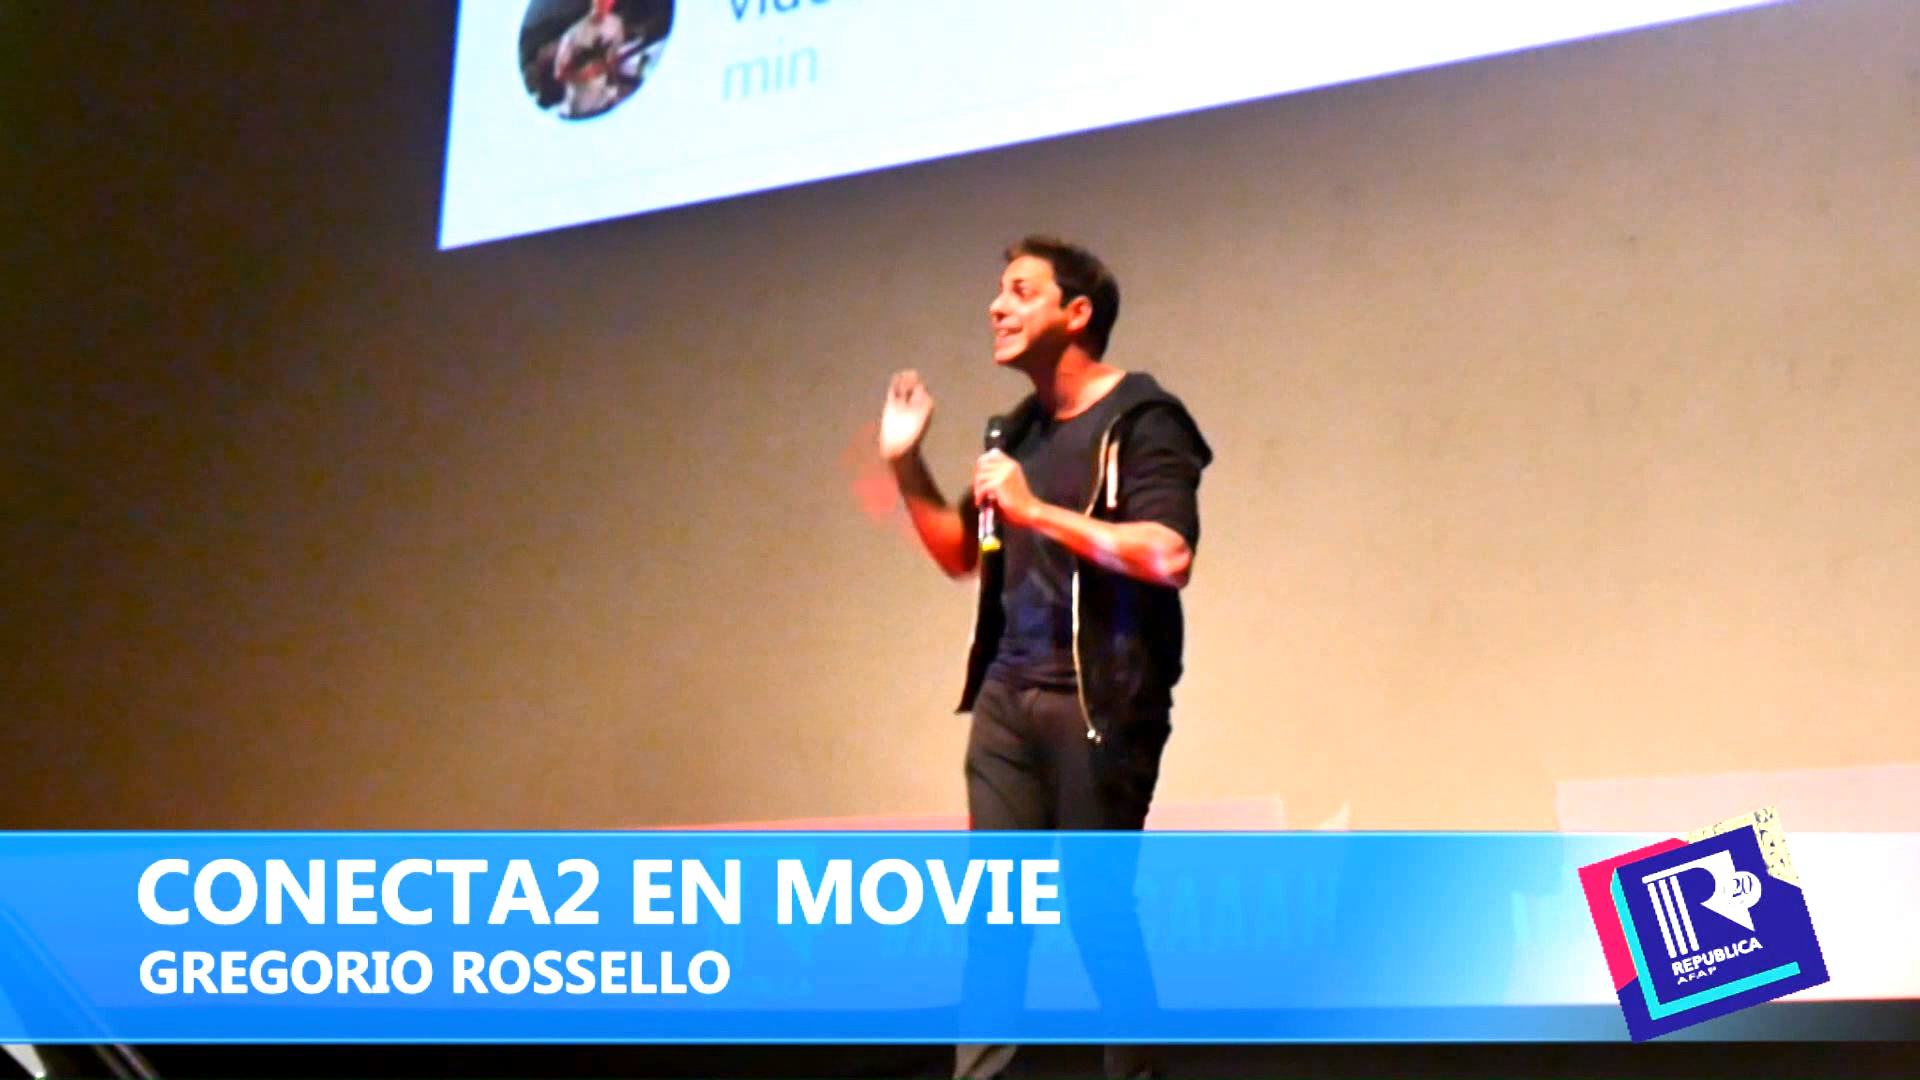 min
CONECTA2 EN MOVIE
GREGORIO ROSSELLO
R
20
REPUBLICA
AFAP